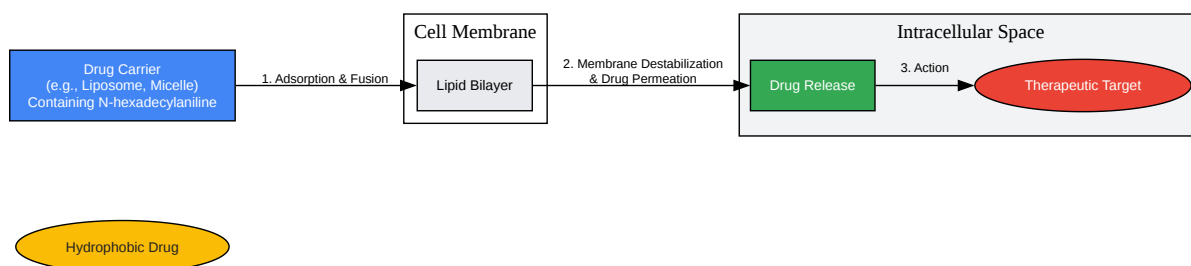 Drug Carrier
(e.g., Liposome, Micelle)
Containing N-hexadecylaniline
1. Adsorption & Fusion
Cell Membrane
Lipid Bilayer
2. Membrane Destabilization
& Drug Permeation
Intracellular Space
Drug Release
3. Action
Therapeutic Target
Hydrophobic Drug